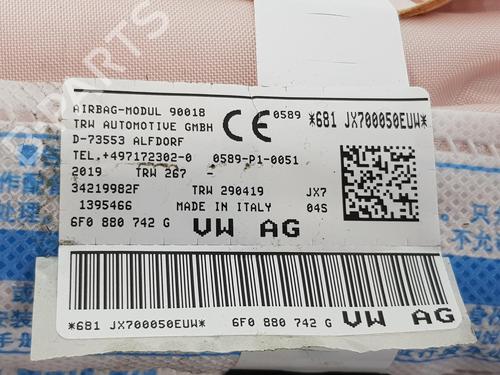 AIRBAG-MODUL 90018
TRW AUTOMOTIVE GMBH
D-73553 ALFDORF
TEL.+497172302-0 0589-P1-0051
2019 TRW 267 -
34219982F TRW 290419 JX7
1395466 MADE IN ITALY 04S
6F0 880 742 G VW AG
CE 0589
*681 JX700050EUW*
*681 JX700050EUW* 6F0 880 742 G VW AG